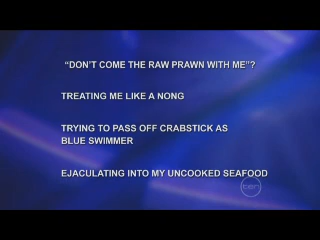 "DON'T COME THE RAW PRAWN WITH ME"?
TREATING ME LIKE A NONG
TRYING TO PASS OFF CRABSTICK AS
BLUE SWIMMER
EJACULATING INTO MY UNCOOKED SEAFOOD
TEN